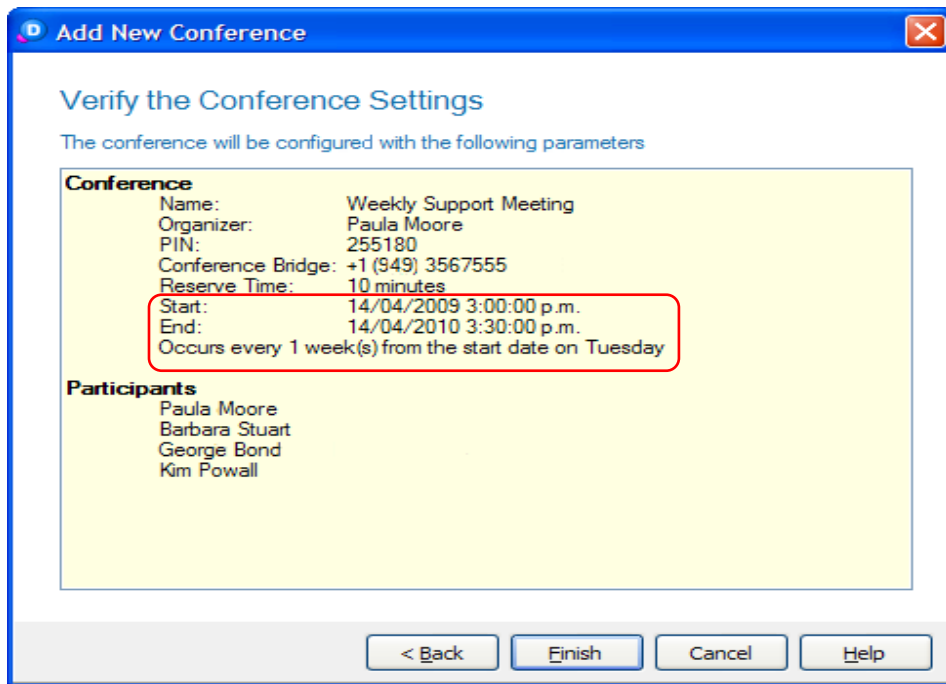 D Add New Conference
Verify the Conference Settings
The conference will be configured with the following parameters
Conference
Name: Weekly Support Meeting
Organizer: Paula Moore
PIN: 255180
Conference Bridge: +1 (949) 3567555
Reserve Time: 10 minutes
Start: 14/04/2009 3:00:00 p.m.
End: 14/04/2010 3:30:00 p.m.
Occurs every 1 week(s) from the start date on Tuesday
Participants
Paula Moore
Barbara Stuart
George Bond
Kim Powall
< Back Finish Cancel Help